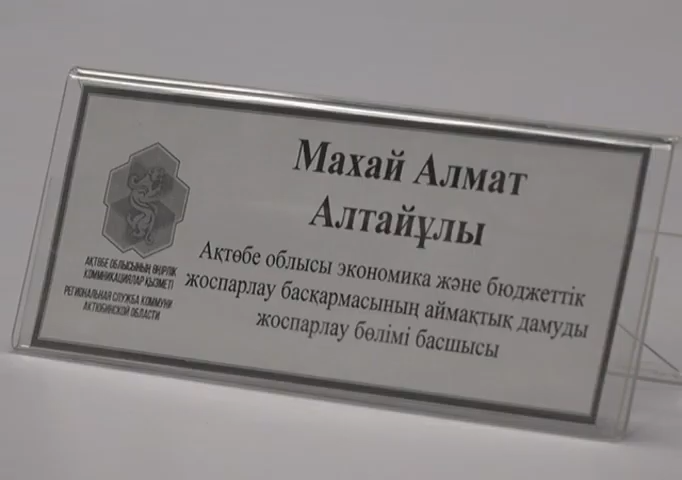 Махай Алмат
Алтайұлы
Ақтөбе облысы экономика және бюджеттік
жоспарлау басқармасының аймақтық дамуды
жоспарлау бөлімі басшысы
АҚТӨБЕ ОБЛЫСЫНЫҢ ӨҢІРЛІК
КОММУНИКАЦИЯЛАР ҚЫЗМЕТІ
РЕГИОНАЛЬНАЯ СЛУЖБА КОММУНИ
АКТЮБИНСКОЙ ОБЛАСТИ